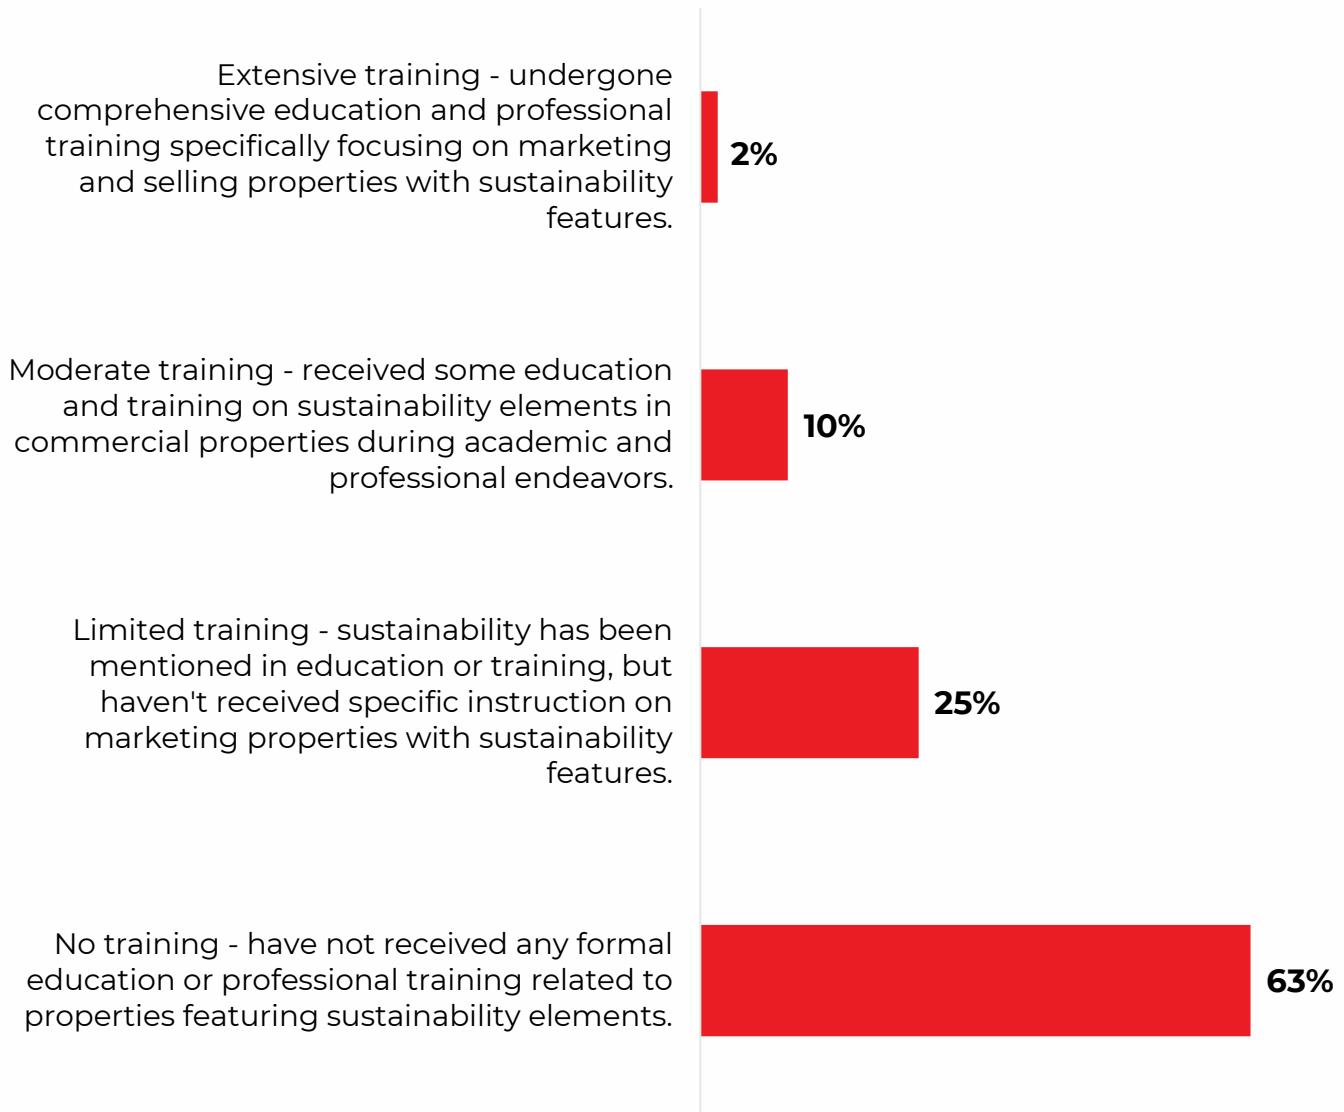 Extensive training - undergone
comprehensive education and professional
training specifically focusing on marketing
and selling properties with sustainability
features.
2%
Moderate training - received some education
and training on sustainability elements in
commercial properties during academic and
professional endeavors.
10%
Limited training - sustainability has been
mentioned in education or training, but
haven't received specific instruction on
marketing properties with sustainability
features.
25%
No training - have not received any formal
education or professional training related to
properties featuring sustainability elements.
63%